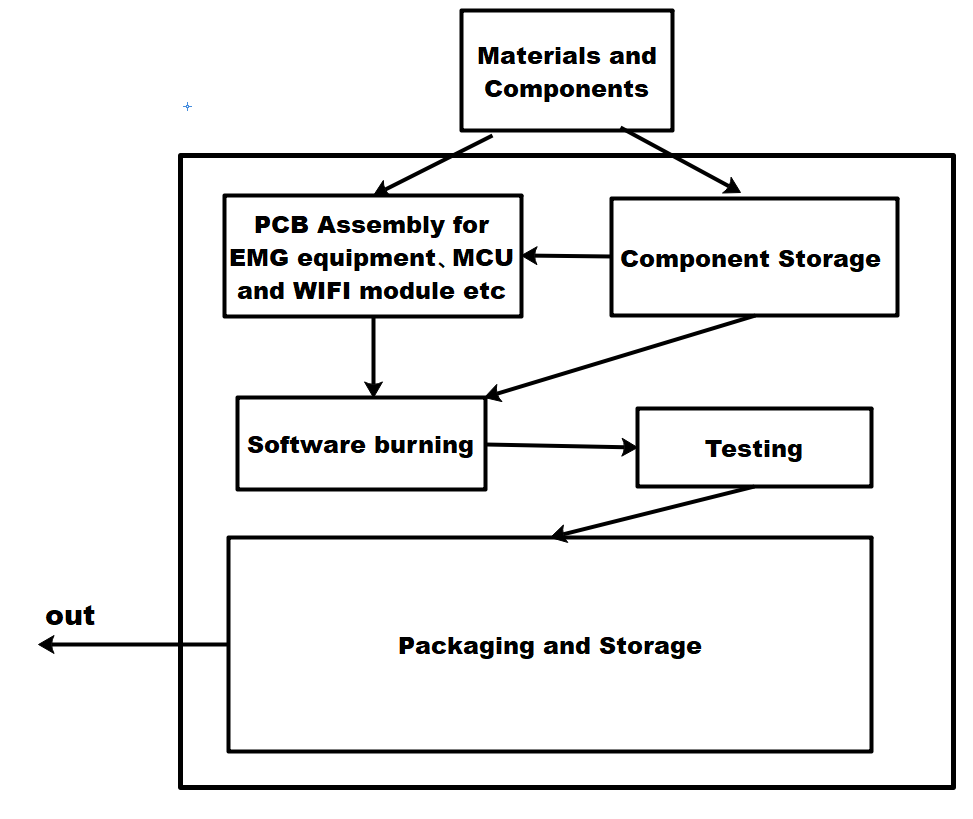 Materials and
Components
PCB Assembly for
EMG equipment、MCU
and WIFI module etc
Component Storage
Software burning
Testing
out
Packaging and Storage